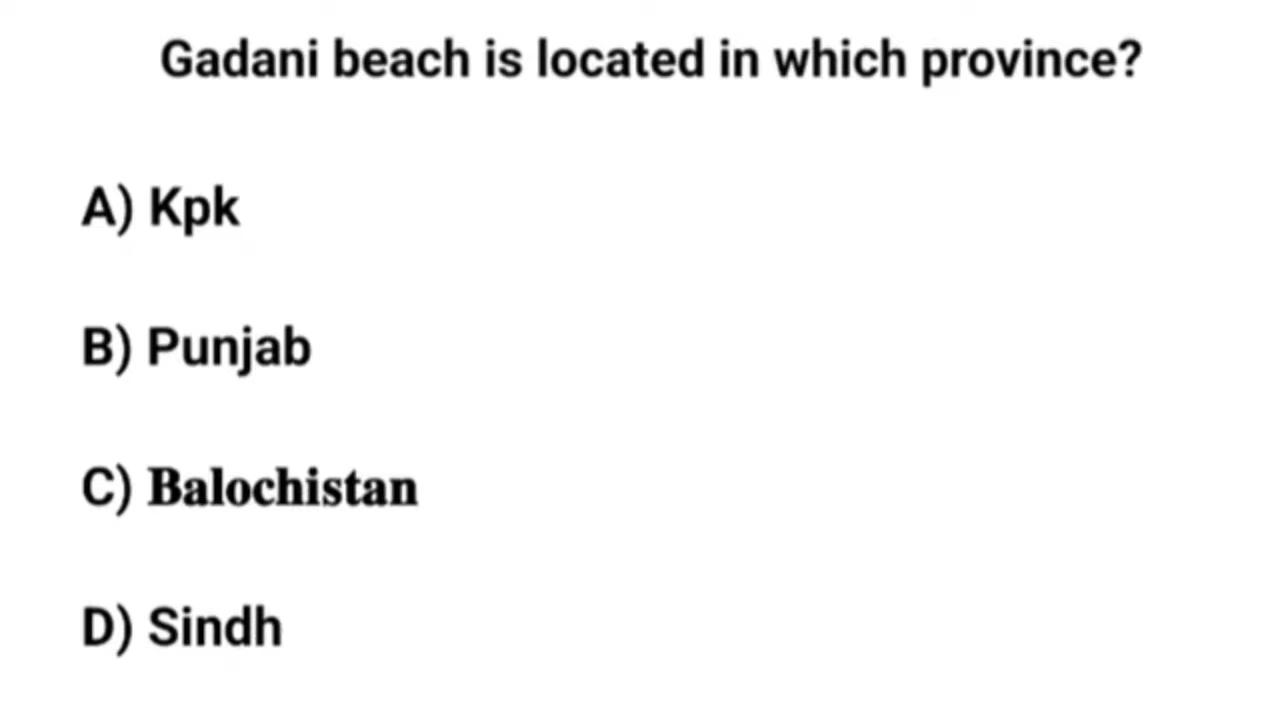 Gadani beach is located in which province?
A) Kpk
B) Punjab
C) Balochistan
D) Sindh